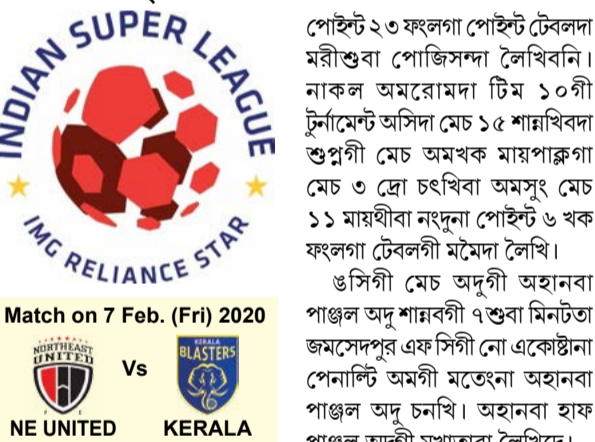 INDIAN SUPER LEAGUE
IMG RELIANCE STAR
Match on 7 Feb. (Fri) 2020
NORTHEAST
UNITED
Vs
KERALA
BLASTERS
NE UNITED
KERALA
পোইন্ট ২৩ ফংলগা পোইন্ট টেবলদা
মরীশুবা পোজিসন্দা লৈখিবনি।
নাকল অমরোমদা টিম ১০গী
টুর্নামেন্ট অসিদা মেচ ১৫ শান্নখিবদা
শুপ্নগী মেচ অমখক মায়পাক্লগা
মেচ ৩ দ্রো চৎখিবা অমসুং মেচ
১১ মায়থীবা নংদুনা পোইন্ট ৬ খক
ফংলগা টেবলগী মমৈদা লৈখি।
ঙসিগী মেচ অদুগী অহানবা
পাঞ্জল অদু শান্নবগী ৭শুবা মিনটতা
জমসেদপুর এফ সিগী নো একোষ্টানা
পেনাল্টি অমগী মতেংনা অহানবা
পাঞ্জল অদু চনখি। অহানবা হাফ